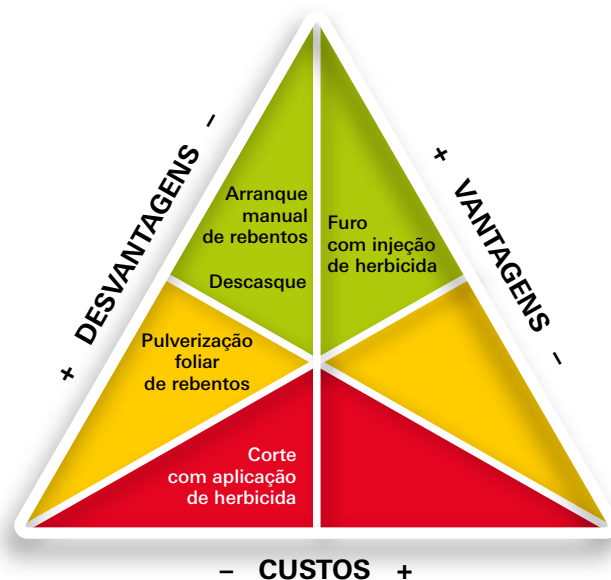 + DESVANTAGENS –
+ VANTAGENS –
Arranque
manual
de rebentos
Descasque
Furo
com injeção
de herbicida
Pulverização
foliar
de rebentos
Corte
com aplicação
de herbicida
– CUSTOS +